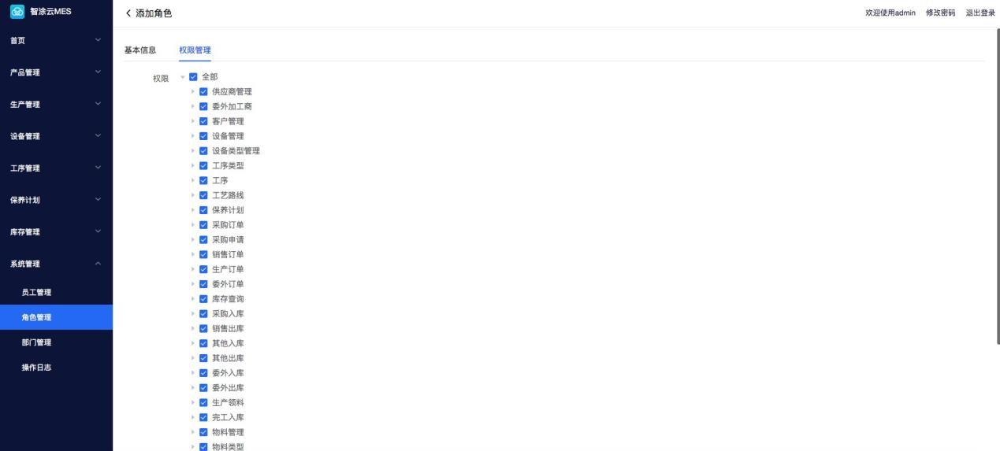 智涂云MES
首页
产品管理
生产管理
设备管理
工序管理
保养计划
库存管理
系统管理
员工管理
角色管理
部门管理
操作日志
添加角色
欢迎使用admin 修改密码 退出登录
基本信息 权限管理
权限 全部
供应商管理
委外加工商
客户管理
设备管理
设备类型管理
工序类型
工序
工艺路线
保养计划
采购订单
采购申请
销售订单
生产订单
委外订单
库存查询
采购入库
销售出库
其他入库
其他出库
委外入库
委外出库
生产领料
完工入库
物料管理
物料类型